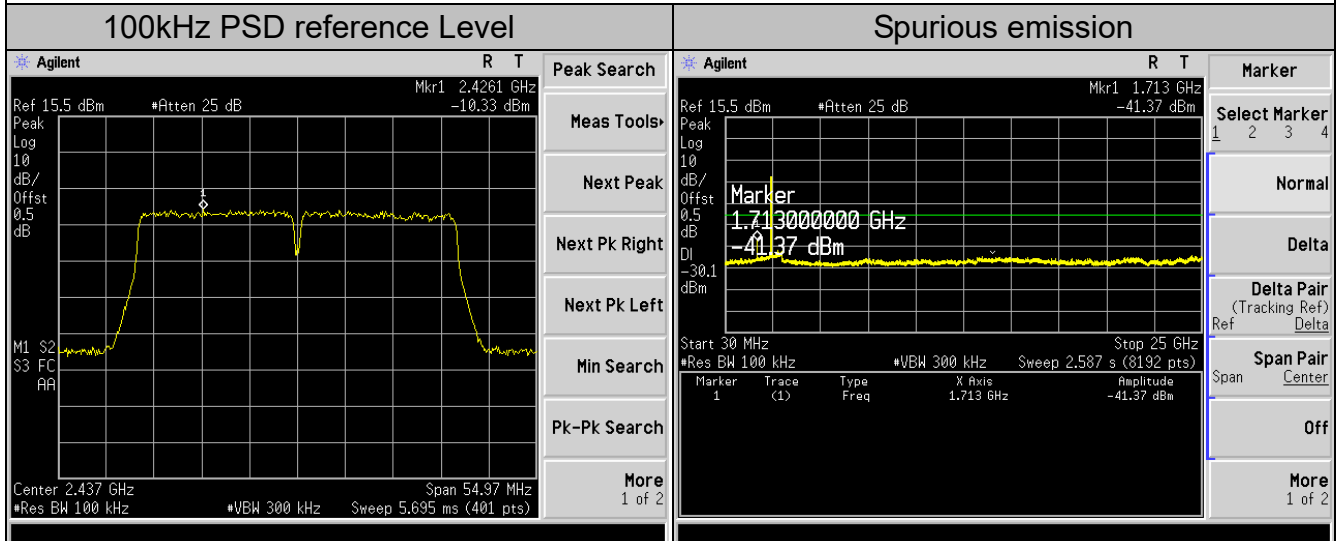 100kHz PSD reference Level
Agilent R T
Mkr1 2.4261 GHz
Ref 15.5 dBm #Atten 25 dB -10.33 dBm
Peak
Log
10
dB/
Offst
0.5
dB
1
M1 S2
S3 FC
AA
Center 2.437 GHz Span 54.97 MHz
#Res BW 100 kHz #VBW 300 kHz Sweep 5.695 ms (401 pts)
Peak Search
Meas Tools
Next Peak
Next Pk Right
Next Pk Left
Min Search
Pk-Pk Search
More
1 of 2
Spurious emission
Agilent R T
Mkr1 1.713 GHz
Ref 15.5 dBm #Atten 25 dB -41.37 dBm
Peak
Log
10
dB/
Offst
0.5
dB
DI
-30.1
dBm
Marker
1.713000000 GHz
-41.37 dBm
Start 30 MHz Stop 25 GHz
#Res BW 100 kHz #VBW 300 kHz Sweep 2.587 s (8192 pts)
Marker Trace Type X Axis Amplitude
1 (1) Freq 1.713 GHz -41.37 dBm
Marker
Select Marker
1 2 3 4
Normal
Delta
Delta Pair
(Tracking Ref)
Ref Delta
Span Pair
Span Center
Off
More
1 of 2